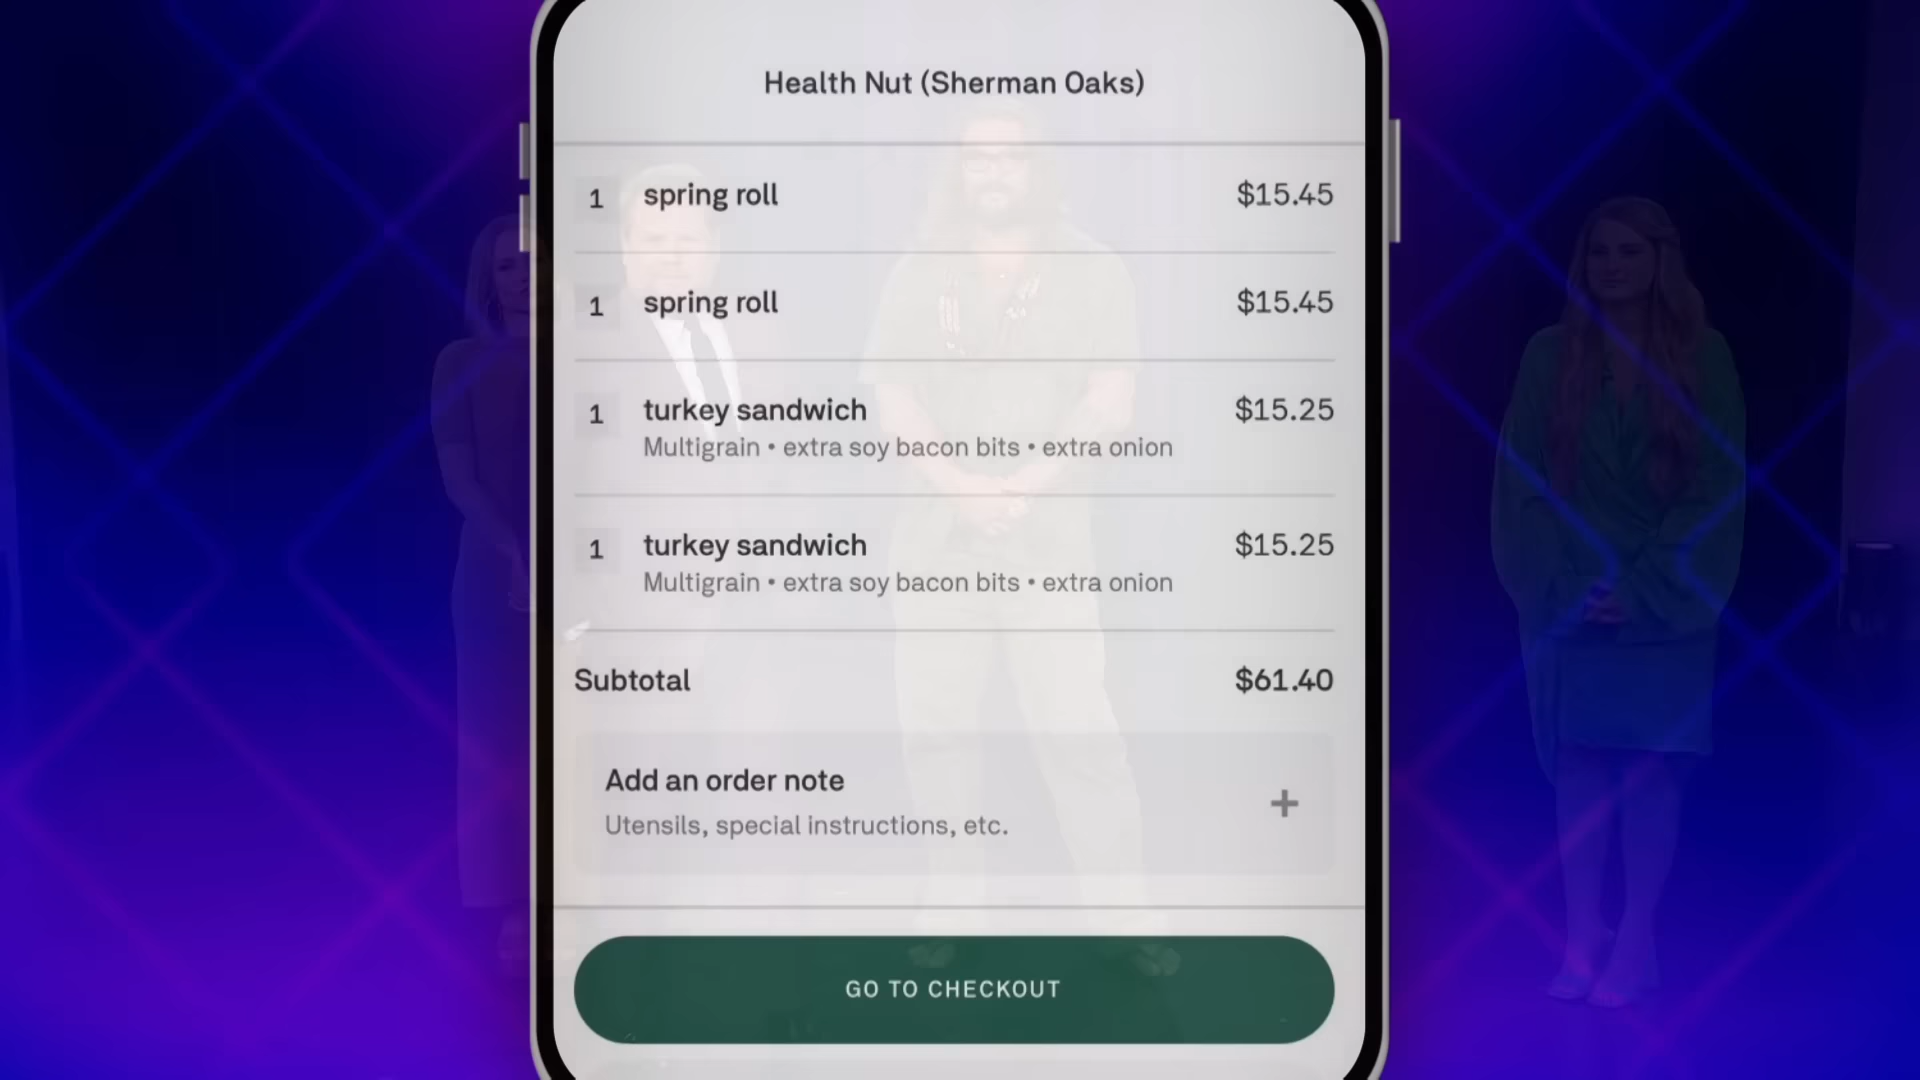 Health Nut (Sherman Oaks)
1 spring roll $15.45
1 spring roll $15.45
1 turkey sandwich $15.25
Multigrain • extra soy bacon bits • extra onion
1 turkey sandwich $15.25
Multigrain • extra soy bacon bits • extra onion
Subtotal $61.40
Add an order note
+
Utensils, special instructions, etc.
GO TO CHECKOUT